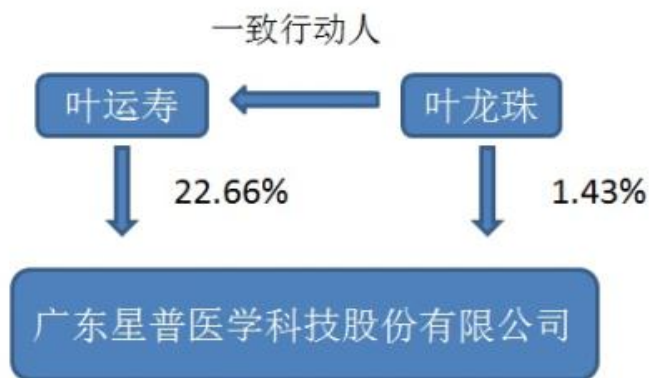 一致行动人
叶运寿
叶龙珠
22.66%
1.43%
广东星普医学科技股份有限公司